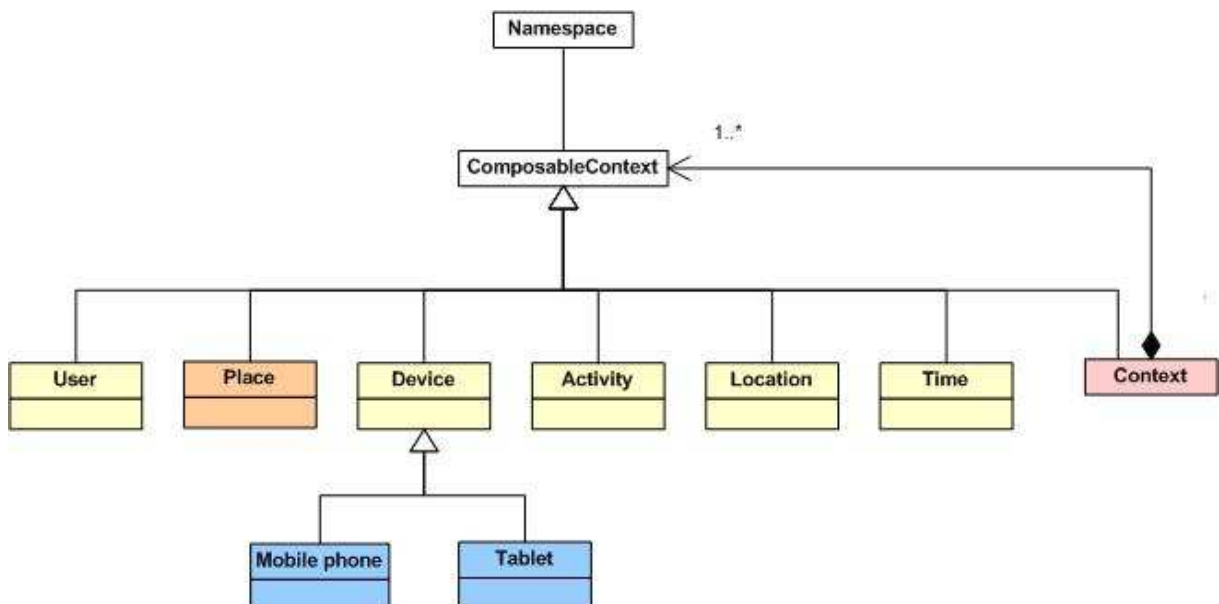 Namespace
1..*
ComposableContext
User
Place
Device
Activity
Location
Time
Context
Mobile phone
Tablet